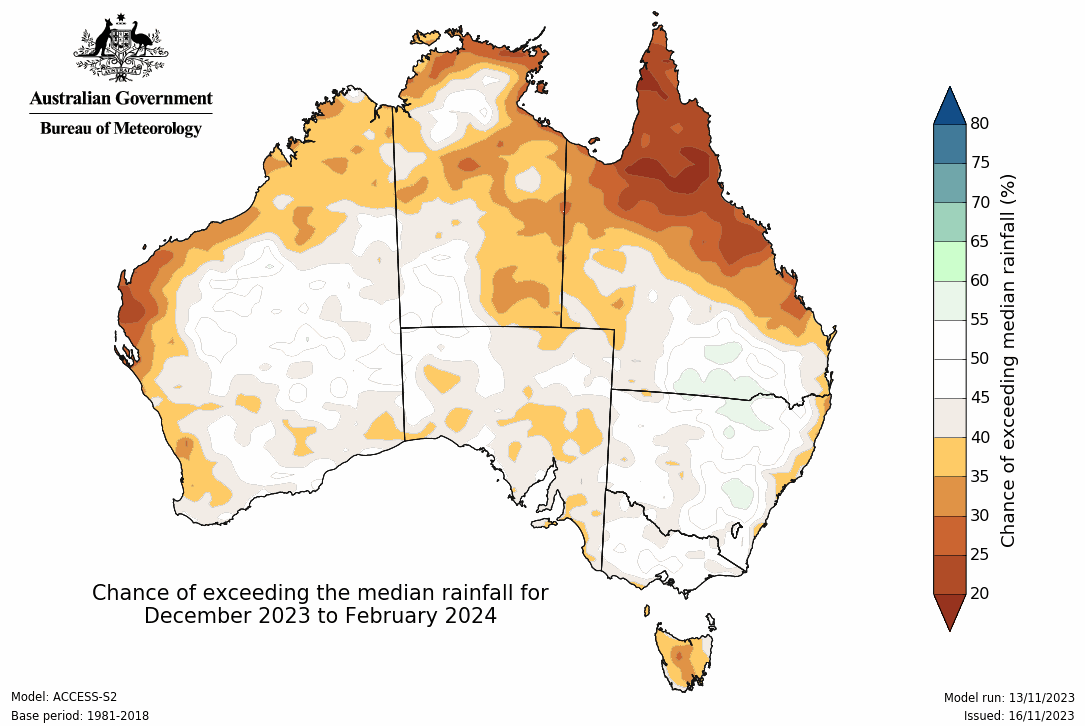 Australian Government
Bureau of Meteorology
80
75
70
65
60
55
50
45
40
35
30
25
20
Chance of exceeding median rainfall (%)
Chance of exceeding the median rainfall for
December 2023 to February 2024
Model: ACCESS-S2
Base period: 1981-2018
Model run: 13/11/2023
Issued: 16/11/2023